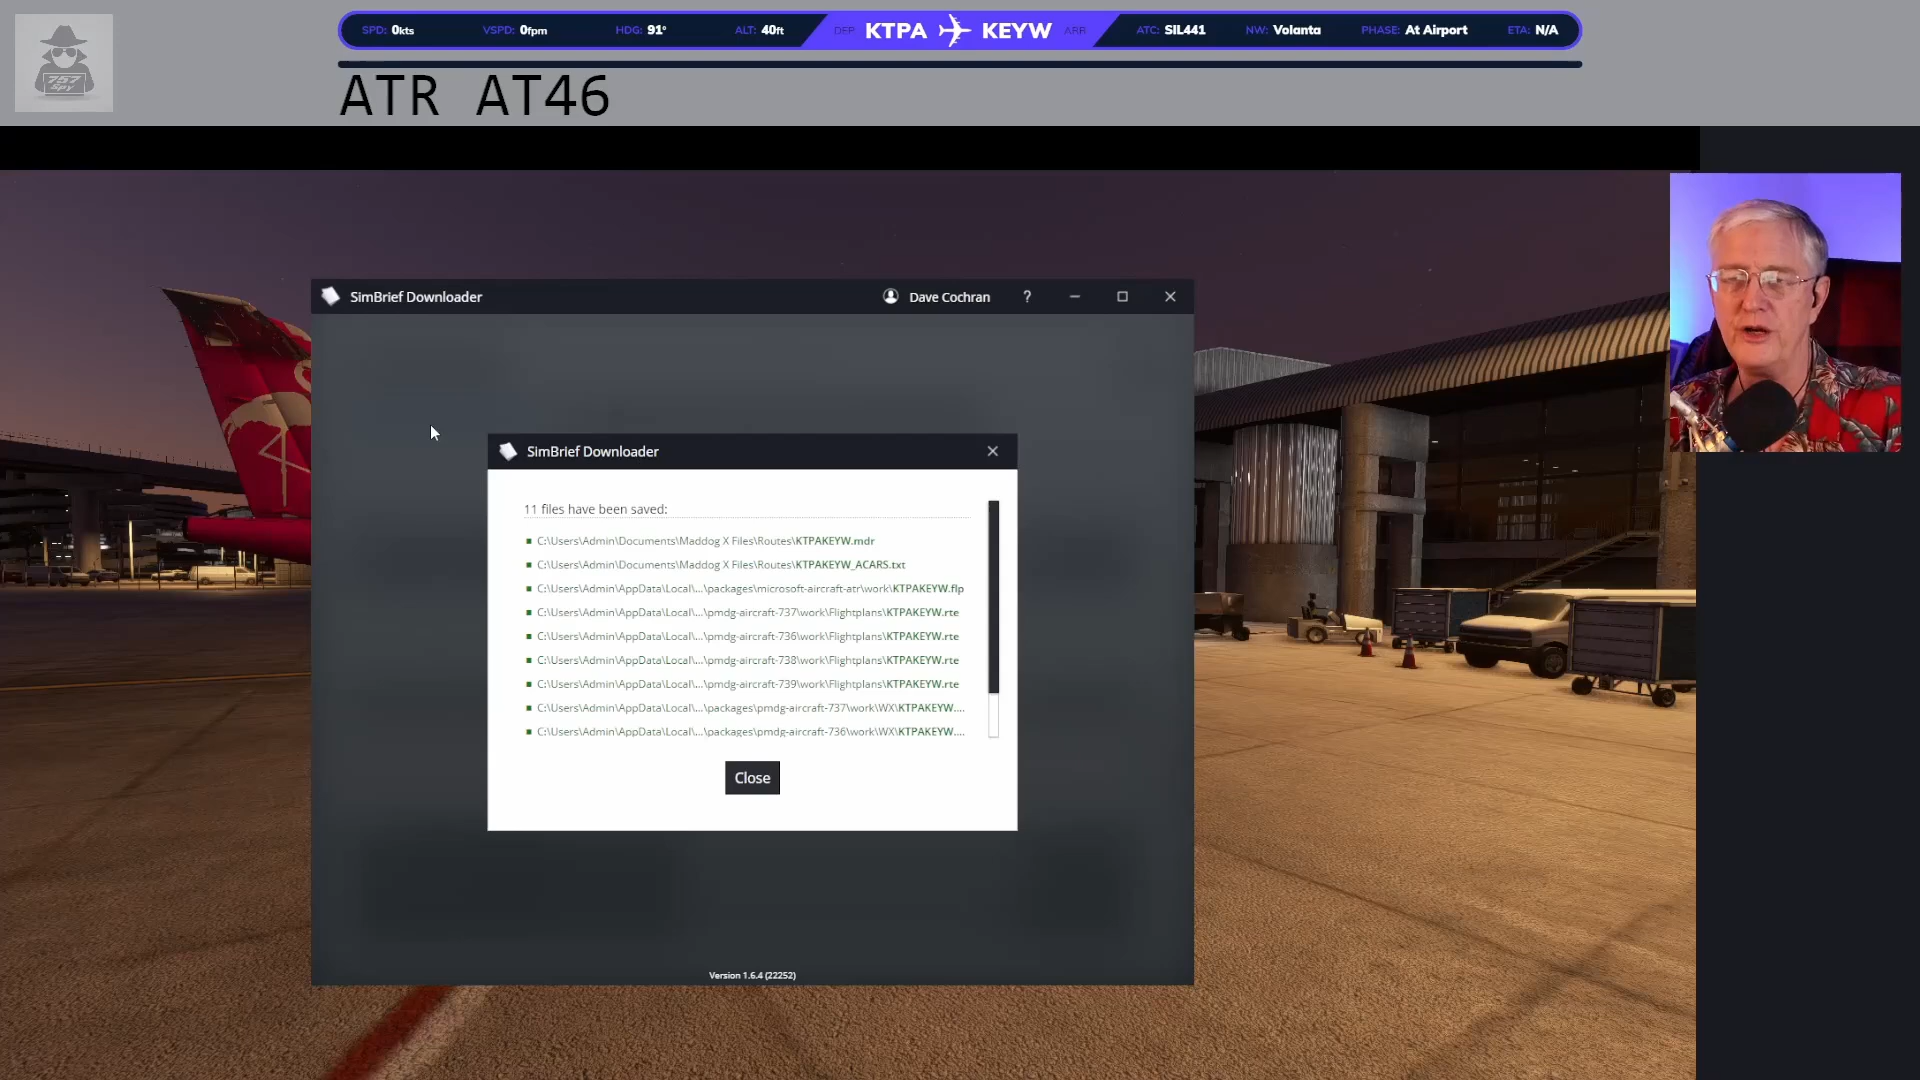 SPD: 0kts VSPD: 0fpm HDG: 91° ALT: 40ft DEP KTPA KEYW ARR ATC: SIL441 NW: Volanta PHASE: At Airport ETA: N/A
757
Spy
ATR AT46
SimBrief Downloader Dave Cochran ?
SimBrief Downloader
11 files have been saved:
C:\Users\Admin\Documents\Maddog X Files\Routes\KTPAKEYW.mdr
C:\Users\Admin\Documents\Maddog X Files\Routes\KTPAKEYW_ACARS.txt
C:\Users\Admin\AppData\Local\...\packages\microsoft-aircraft-atr\work\KTPAKEYW.flp
C:\Users\Admin\AppData\Local\...\pmdg-aircraft-737\work\Flightplans\KTPAKEYW.rte
C:\Users\Admin\AppData\Local\...\pmdg-aircraft-736\work\Flightplans\KTPAKEYW.rte
C:\Users\Admin\AppData\Local\...\pmdg-aircraft-738\work\Flightplans\KTPAKEYW.rte
C:\Users\Admin\AppData\Local\...\pmdg-aircraft-739\work\Flightplans\KTPAKEYW.rte
C:\Users\Admin\AppData\Local\...\packages\pmdg-aircraft-737\work\WX\KTPAKEYW....
C:\Users\Admin\AppData\Local\...\packages\pmdg-aircraft-736\work\WX\KTPAKEYW....
Close
Version 1.6.4 (22252)